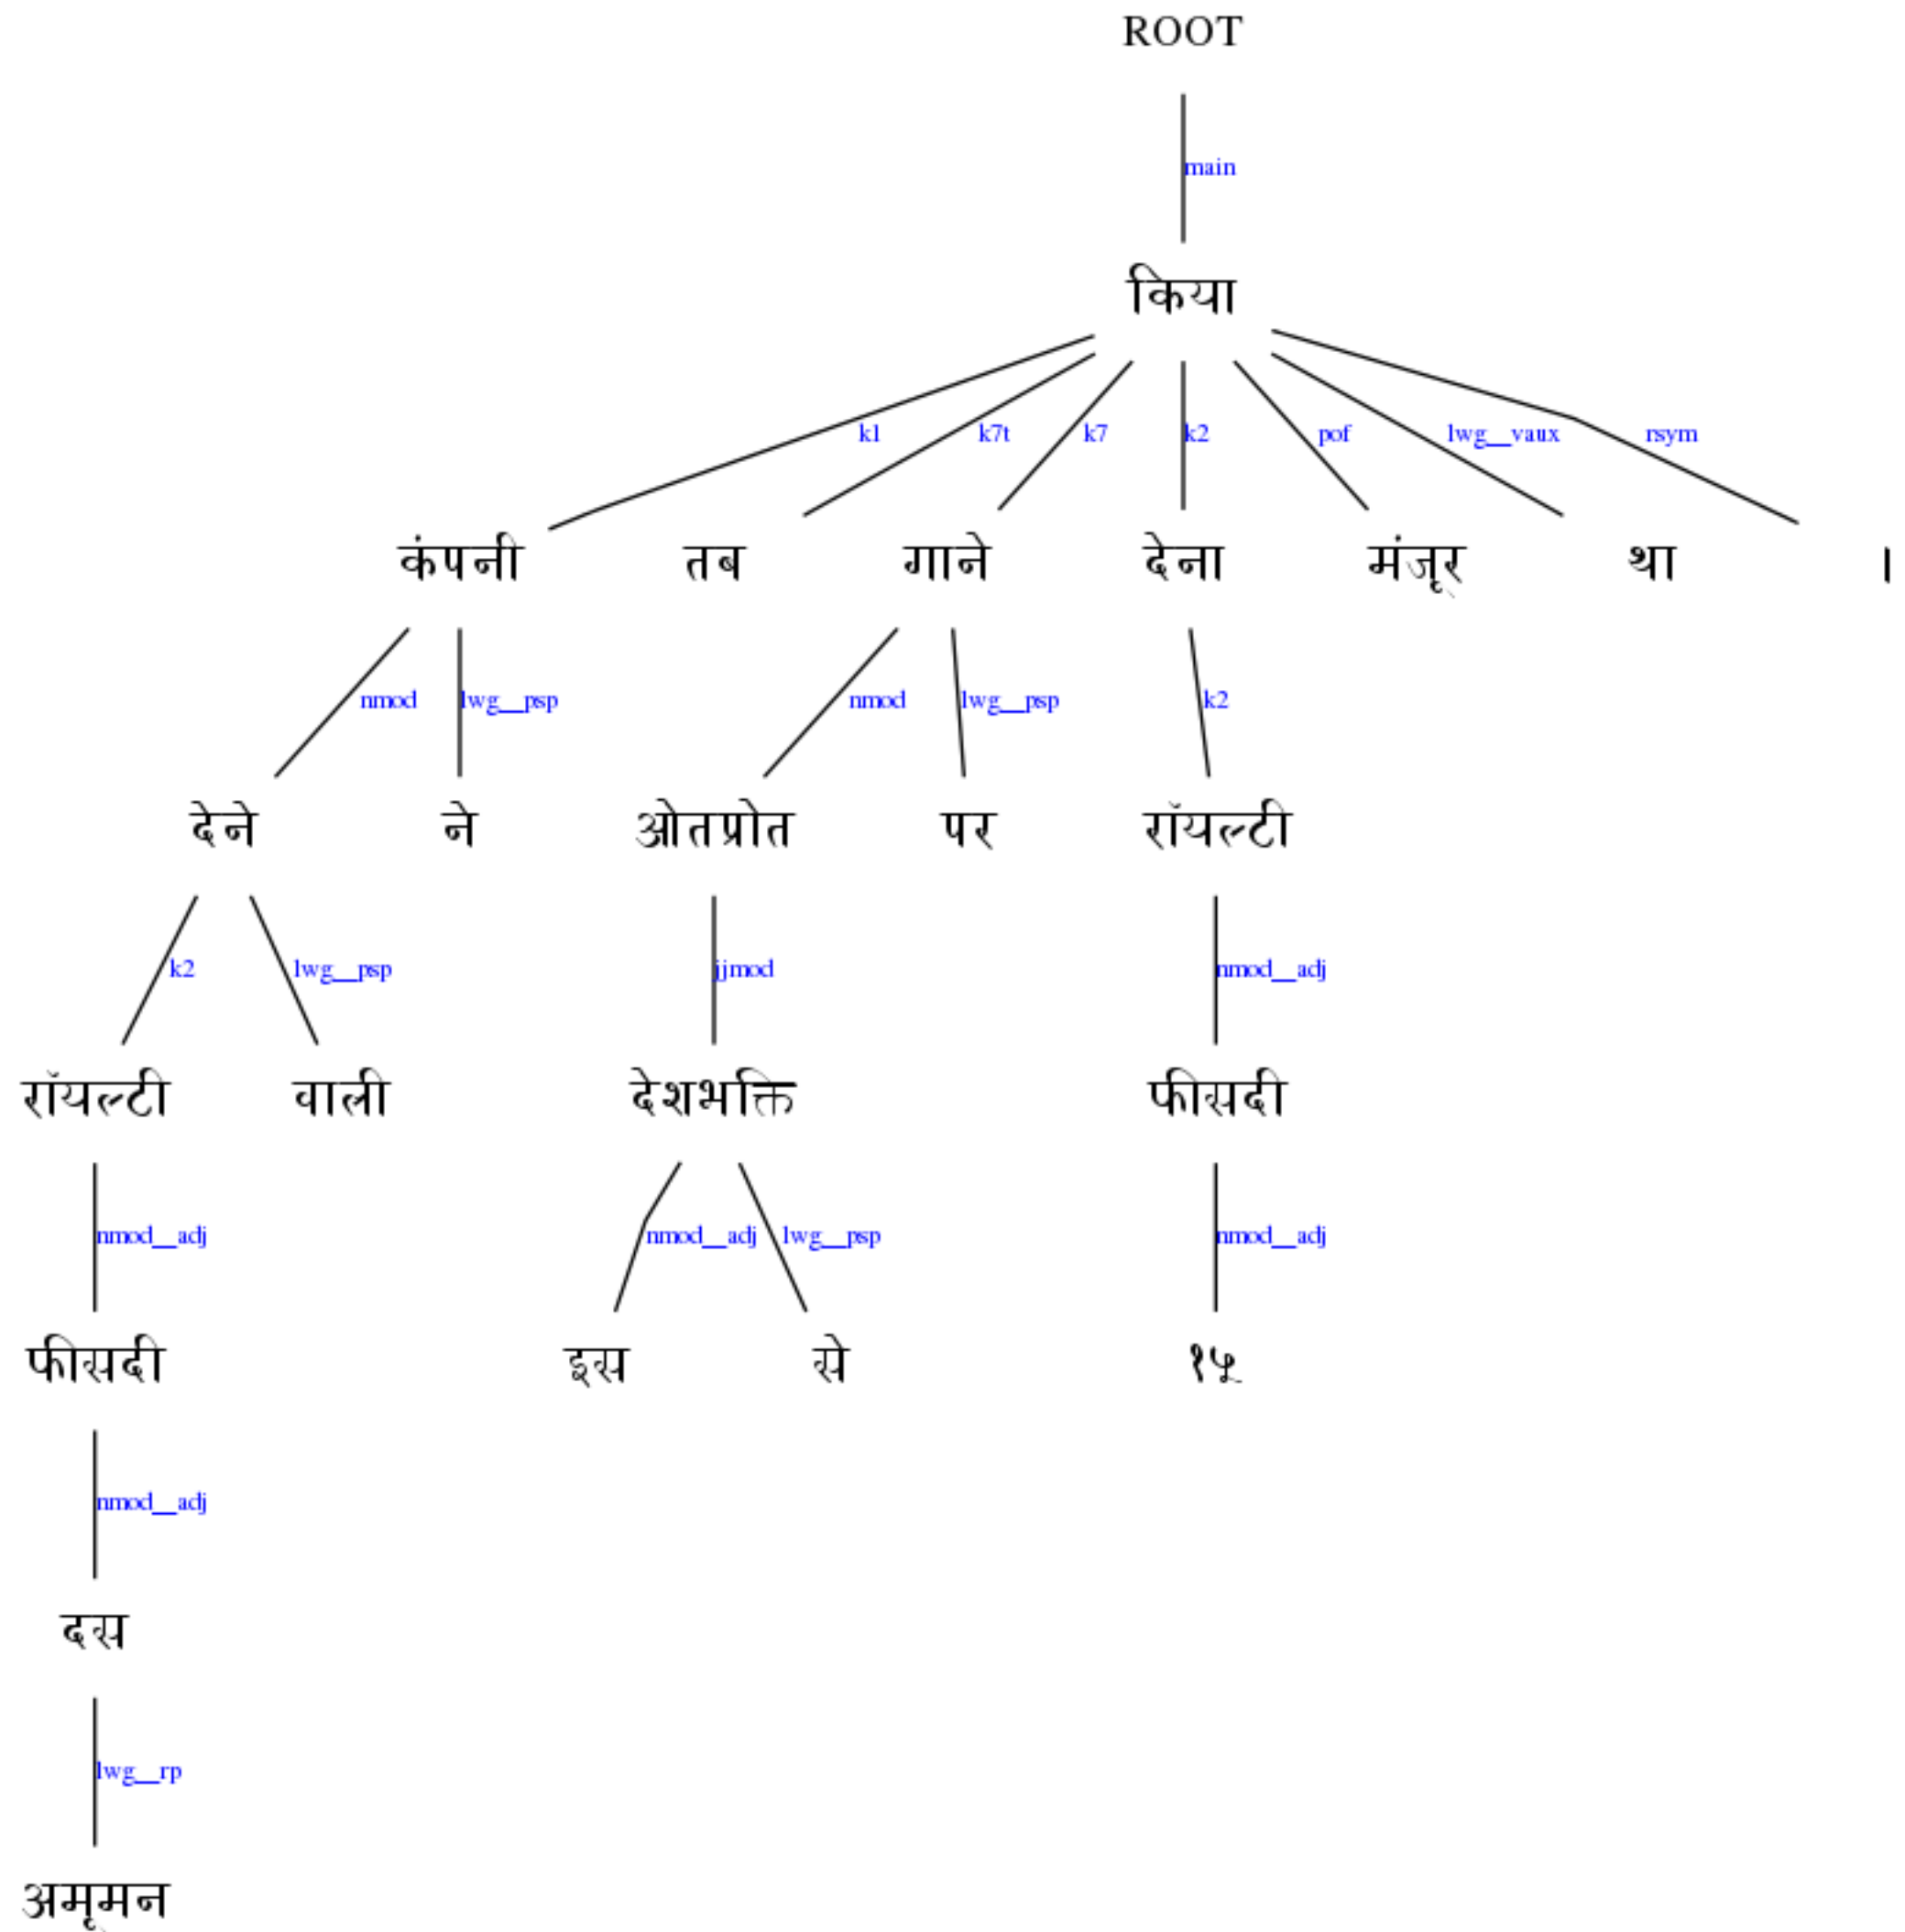 ROOT
main
किया
k1 k7t k7 k2 pof lwg__vaux rsym
कंपनी तब गाने देना मंजूर था ।
nmod lwg__psp nmod lwg__psp k2
देने ने ओतप्रोत पर रॉयल्टी
k2 lwg__psp jjmod nmod__adj
रॉयल्टी वाली देशभक्ति फीसदी
nmod__adj nmod__adj lwg__psp nmod__adj
फीसदी इस से १५
nmod__adj
दस
lwg__rp
अमूमन